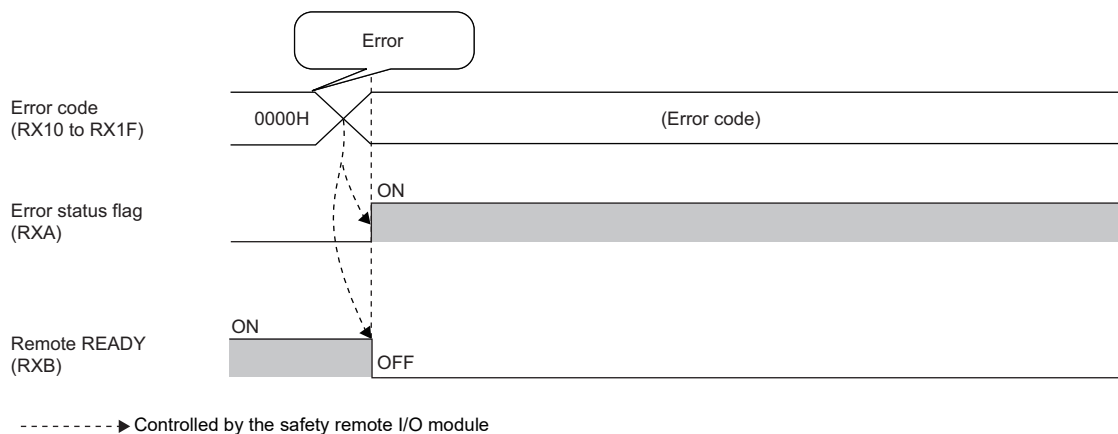 Error
Error code
(RX10 to RX1F)
0000H
(Error code)
ON
Error status flag
(RXA)
ON
Remote READY
(RXB)
OFF
Controlled by the safety remote I/O module